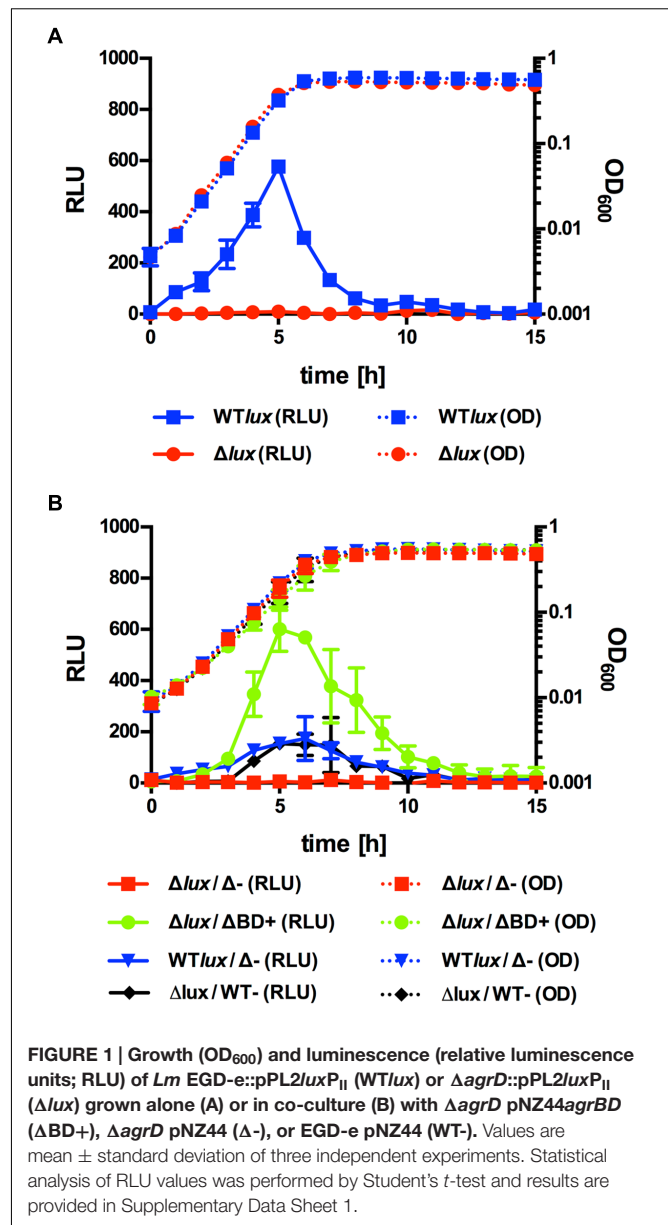 A
1000
800
600
400
200
0
RLU
1
0.1
0.01
0.001
OD600
0 5 10 15
time [h]
WTlux (RLU) WTlux (OD)
Δlux (RLU) Δlux (OD)
B
1000
800
600
400
200
0
RLU
1
0.1
0.01
0.001
OD600
0 5 10 15
time [h]
Δlux / Δ- (RLU) Δlux / Δ- (OD)
Δlux / ΔBD+ (RLU) Δlux / ΔBD+ (OD)
WTlux / Δ- (RLU) WTlux / Δ- (OD)
Δlux / WT- (RLU) Δlux / WT- (OD)
FIGURE 1 | Growth (OD600) and luminescence (relative luminescence
units; RLU) of Lm EGD-e::pPL2luxPII (WTlux) or ΔagrD::pPL2luxPII
(Δlux) grown alone (A) or in co-culture (B) with ΔagrD pNZ44agrBD
(ΔBD+), ΔagrD pNZ44 (Δ-), or EGD-e pNZ44 (WT-). Values are
mean ± standard deviation of three independent experiments. Statistical
analysis of RLU values was performed by Student's t-test and results are
provided in Supplementary Data Sheet 1.